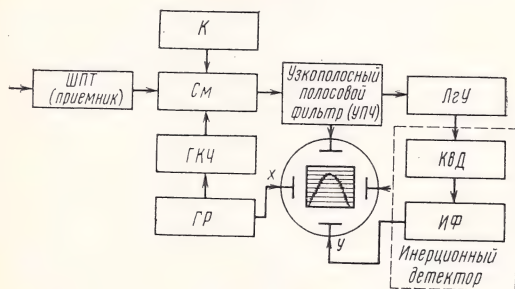 К
ШПТ
(приемник)
См
Узкополосный
полосовой
фильтр (УПЧ)
ЛгУ
ГКЧ
КВД
X
ГР
ИФ
У
Инерционный
детектор